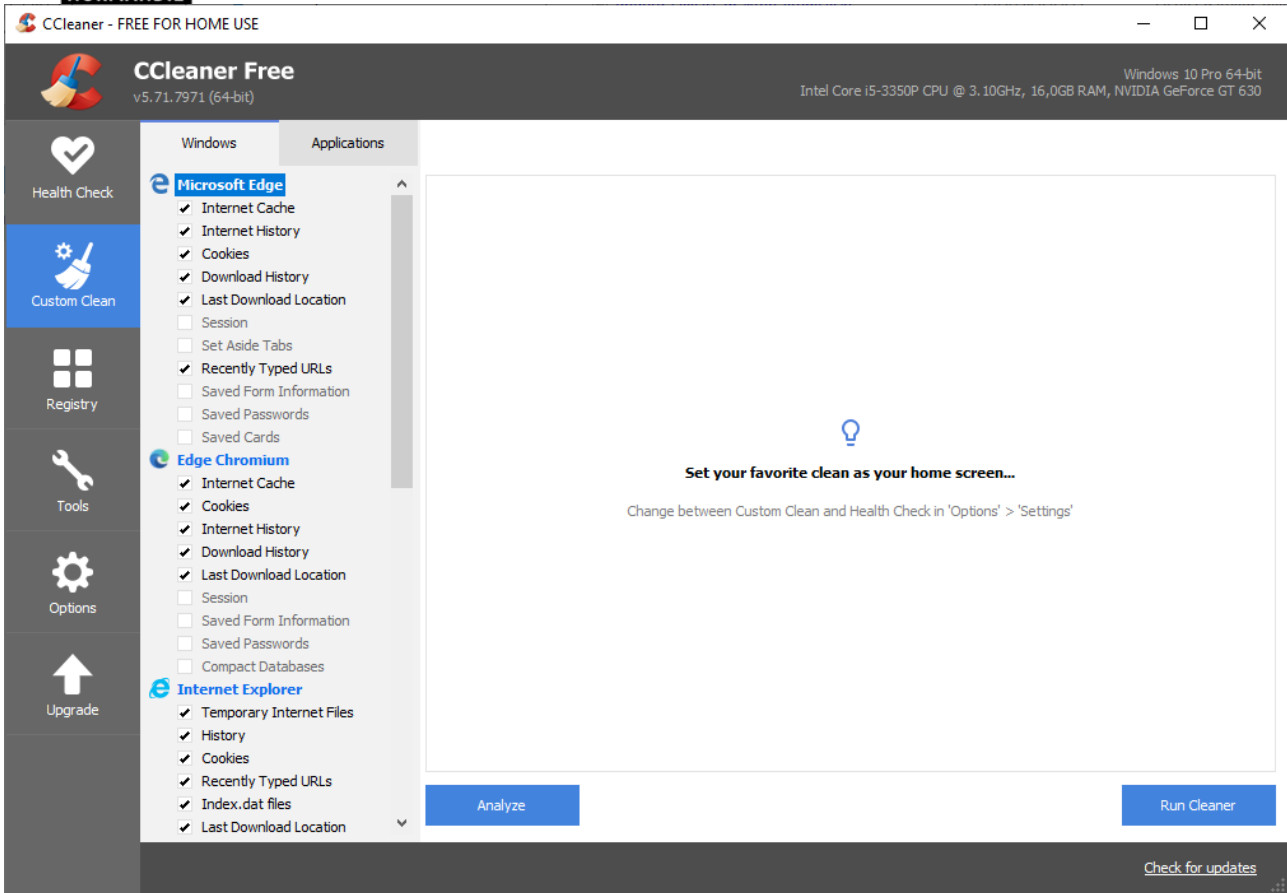 CCleaner - FREE FOR HOME USE
CCleaner Free
v5.71.7971 (64-bit)
Windows 10 Pro 64-bit
Intel Core i5-3350P CPU @ 3.10GHz, 16,0GB RAM, NVIDIA GeForce GT 630
Health Check
Custom Clean
Registry
Tools
Options
Upgrade
Windows
Applications
Microsoft Edge
Internet Cache
Internet History
Cookies
Download History
Last Download Location
Session
Set Aside Tabs
Recently Typed URLs
Saved Form Information
Saved Passwords
Saved Cards
Edge Chromium
Internet Cache
Cookies
Internet History
Download History
Last Download Location
Session
Saved Form Information
Saved Passwords
Compact Databases
Internet Explorer
Temporary Internet Files
History
Cookies
Recently Typed URLs
Index.dat files
Last Download Location
Set your favorite clean as your home screen...
Change between Custom Clean and Health Check in 'Options' > 'Settings'
Analyze
Run Cleaner
Check for updates